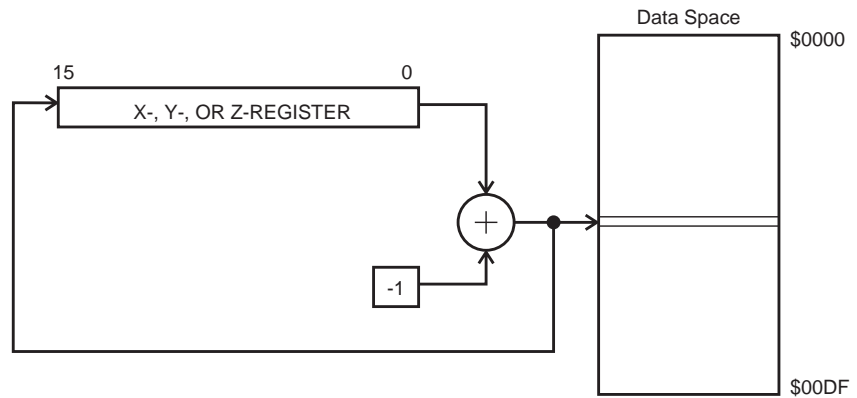 Data Space
$0000
15 0
X-, Y-, OR Z-REGISTER
+
-1
$00DF